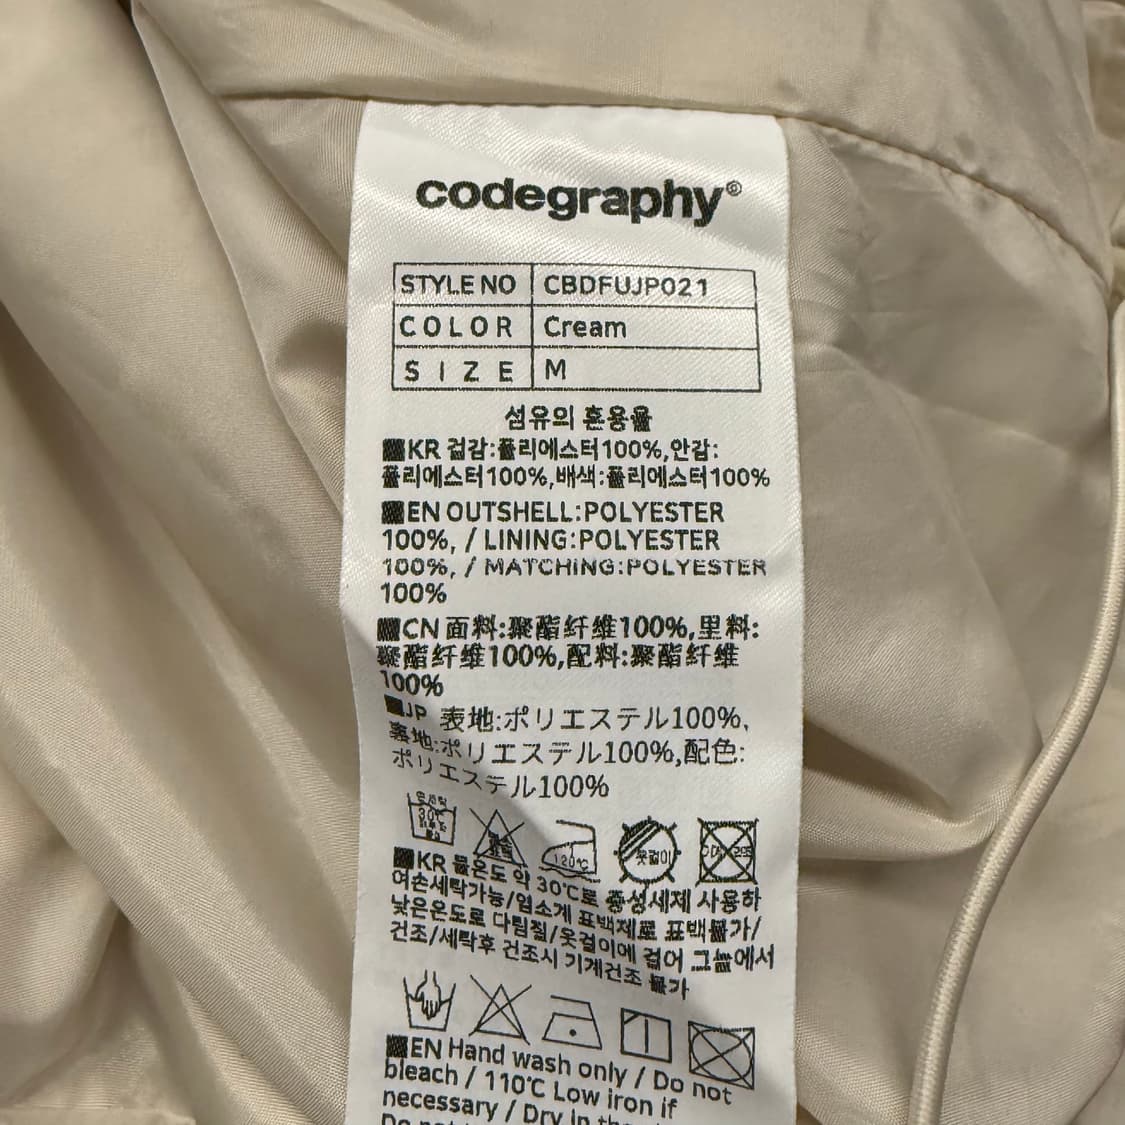 codegraphy®
STYLE NO CBDFUJP021
COLOR Cream
SIZE M
섬유의 혼용율
KR 겉감:폴리에스터100%,안감:
폴리에스터100%,배색:폴리에스터100%
EN OUTSHELL:POLYESTER
100%, / LINING:POLYESTER
100%, / MATCHING:POLYESTER
100%
CN 面料:聚酯纤维100%,里料:
聚酯纤维100%,配料:聚酯纤维
100%
JP 表地:ポリエステル100%,
裏地:ポリエステル100%,配色:
ポリエステル100%
30℃ 120℃ 옷걸이
KR 물온도 약 30℃로 중성세제 사용하
여손세탁가능/염소계 표백제로 표백불가/
낮은온도로 다림질/옷걸이에 걸어 그늘에서
건조/세탁후 건조시 기계건조 불가
EN Hand wash only / Do not
bleach / 110℃ Low iron if
necessary / Dry in the
Do not